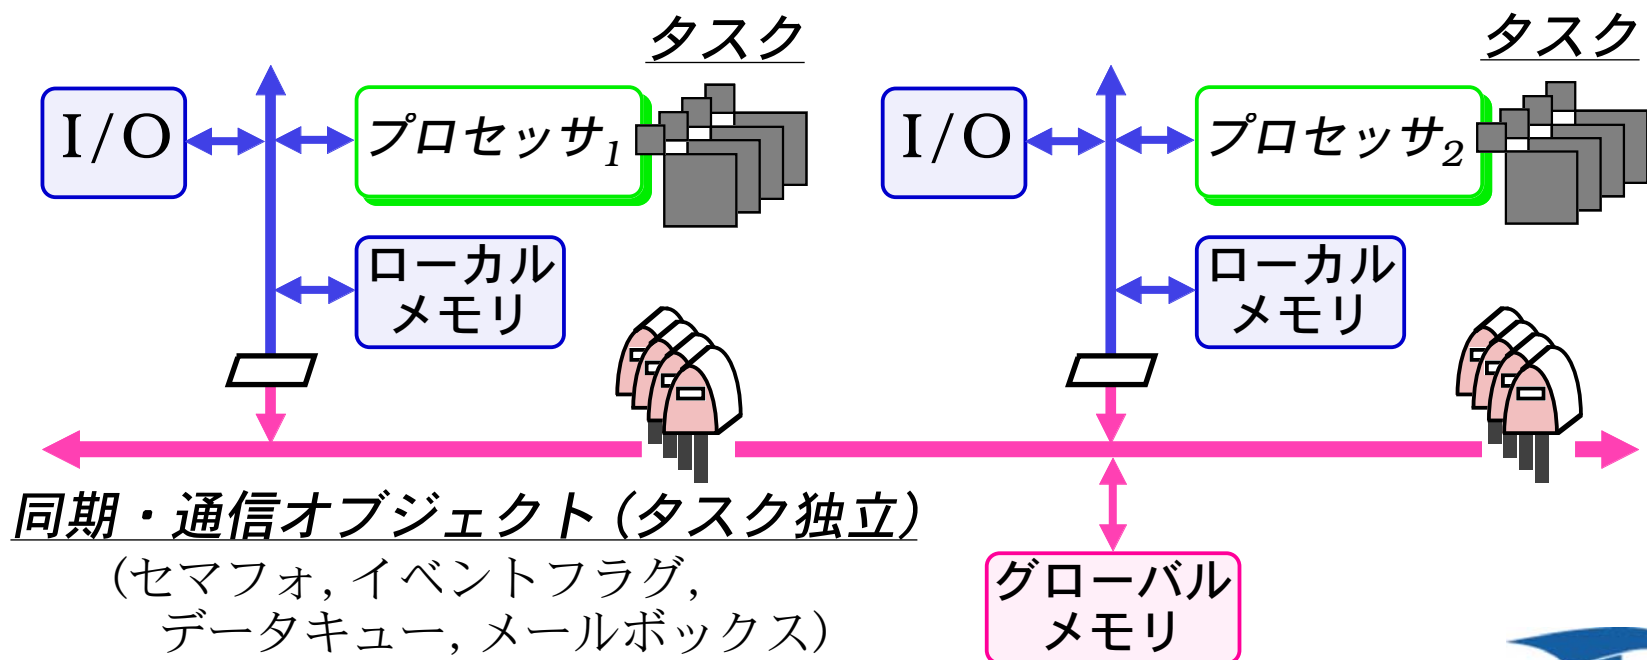 タスク
タスク
I/O
プロセッサ1
I/O
プロセッサ2
ローカル
メモリ
ローカル
メモリ
同期・通信オブジェクト(タスク独立)
(セマフォ, イベントフラグ,
データキュー, メールボックス)
グローバル
メモリ